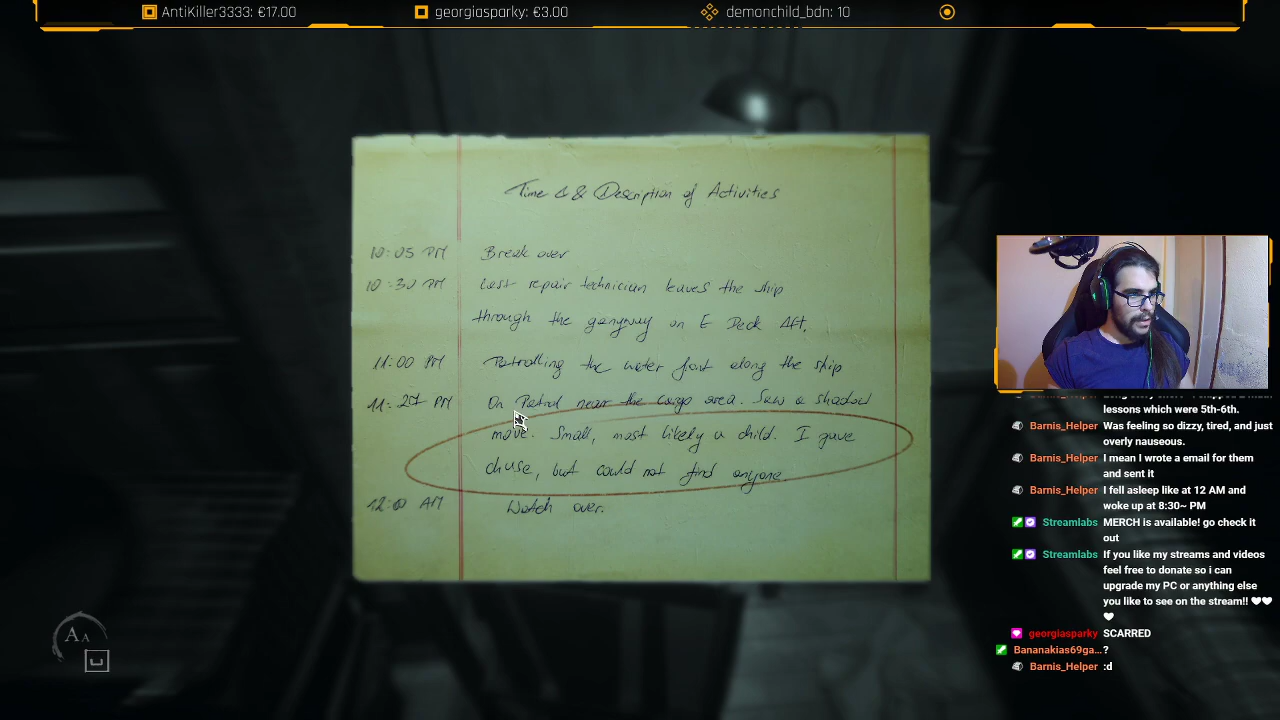 AntiKiller3333: €17.00
georgiasparky: €3.00
demonchild_bdn: 10
Time & Description of Activities
10:05 PM Break over
10:30 PM Last repair technician leaves the ship
through the gangway on E Deck Aft.
11:00 PM Patrolling the water font along the ship
11:27 PM On Patrol near the cargo area. Saw a shadow
move. Small, most likely a child. I gave
chase, but could not find anyone.
AM Watch over.
AA
lessons which were 5th-6th.
Barnis_Helper Was feeling so dizzy, tired, and just
overly nauseous.
Barnis_Helper I mean I wrote a email for them
and sent it
Barnis_Helper I fell asleep like at 12 AM and
woke up at 8:30~ PM
Streamlabs MERCH is available! go check it
out
Streamlabs If you like my streams and videos
feel free to donate so i can
upgrade my PC or anything else
you like to see on the stream!! ♥♥
♥
georgiasparky SCARRED
Bananakias69ga... ?
Barnis_Helper :d